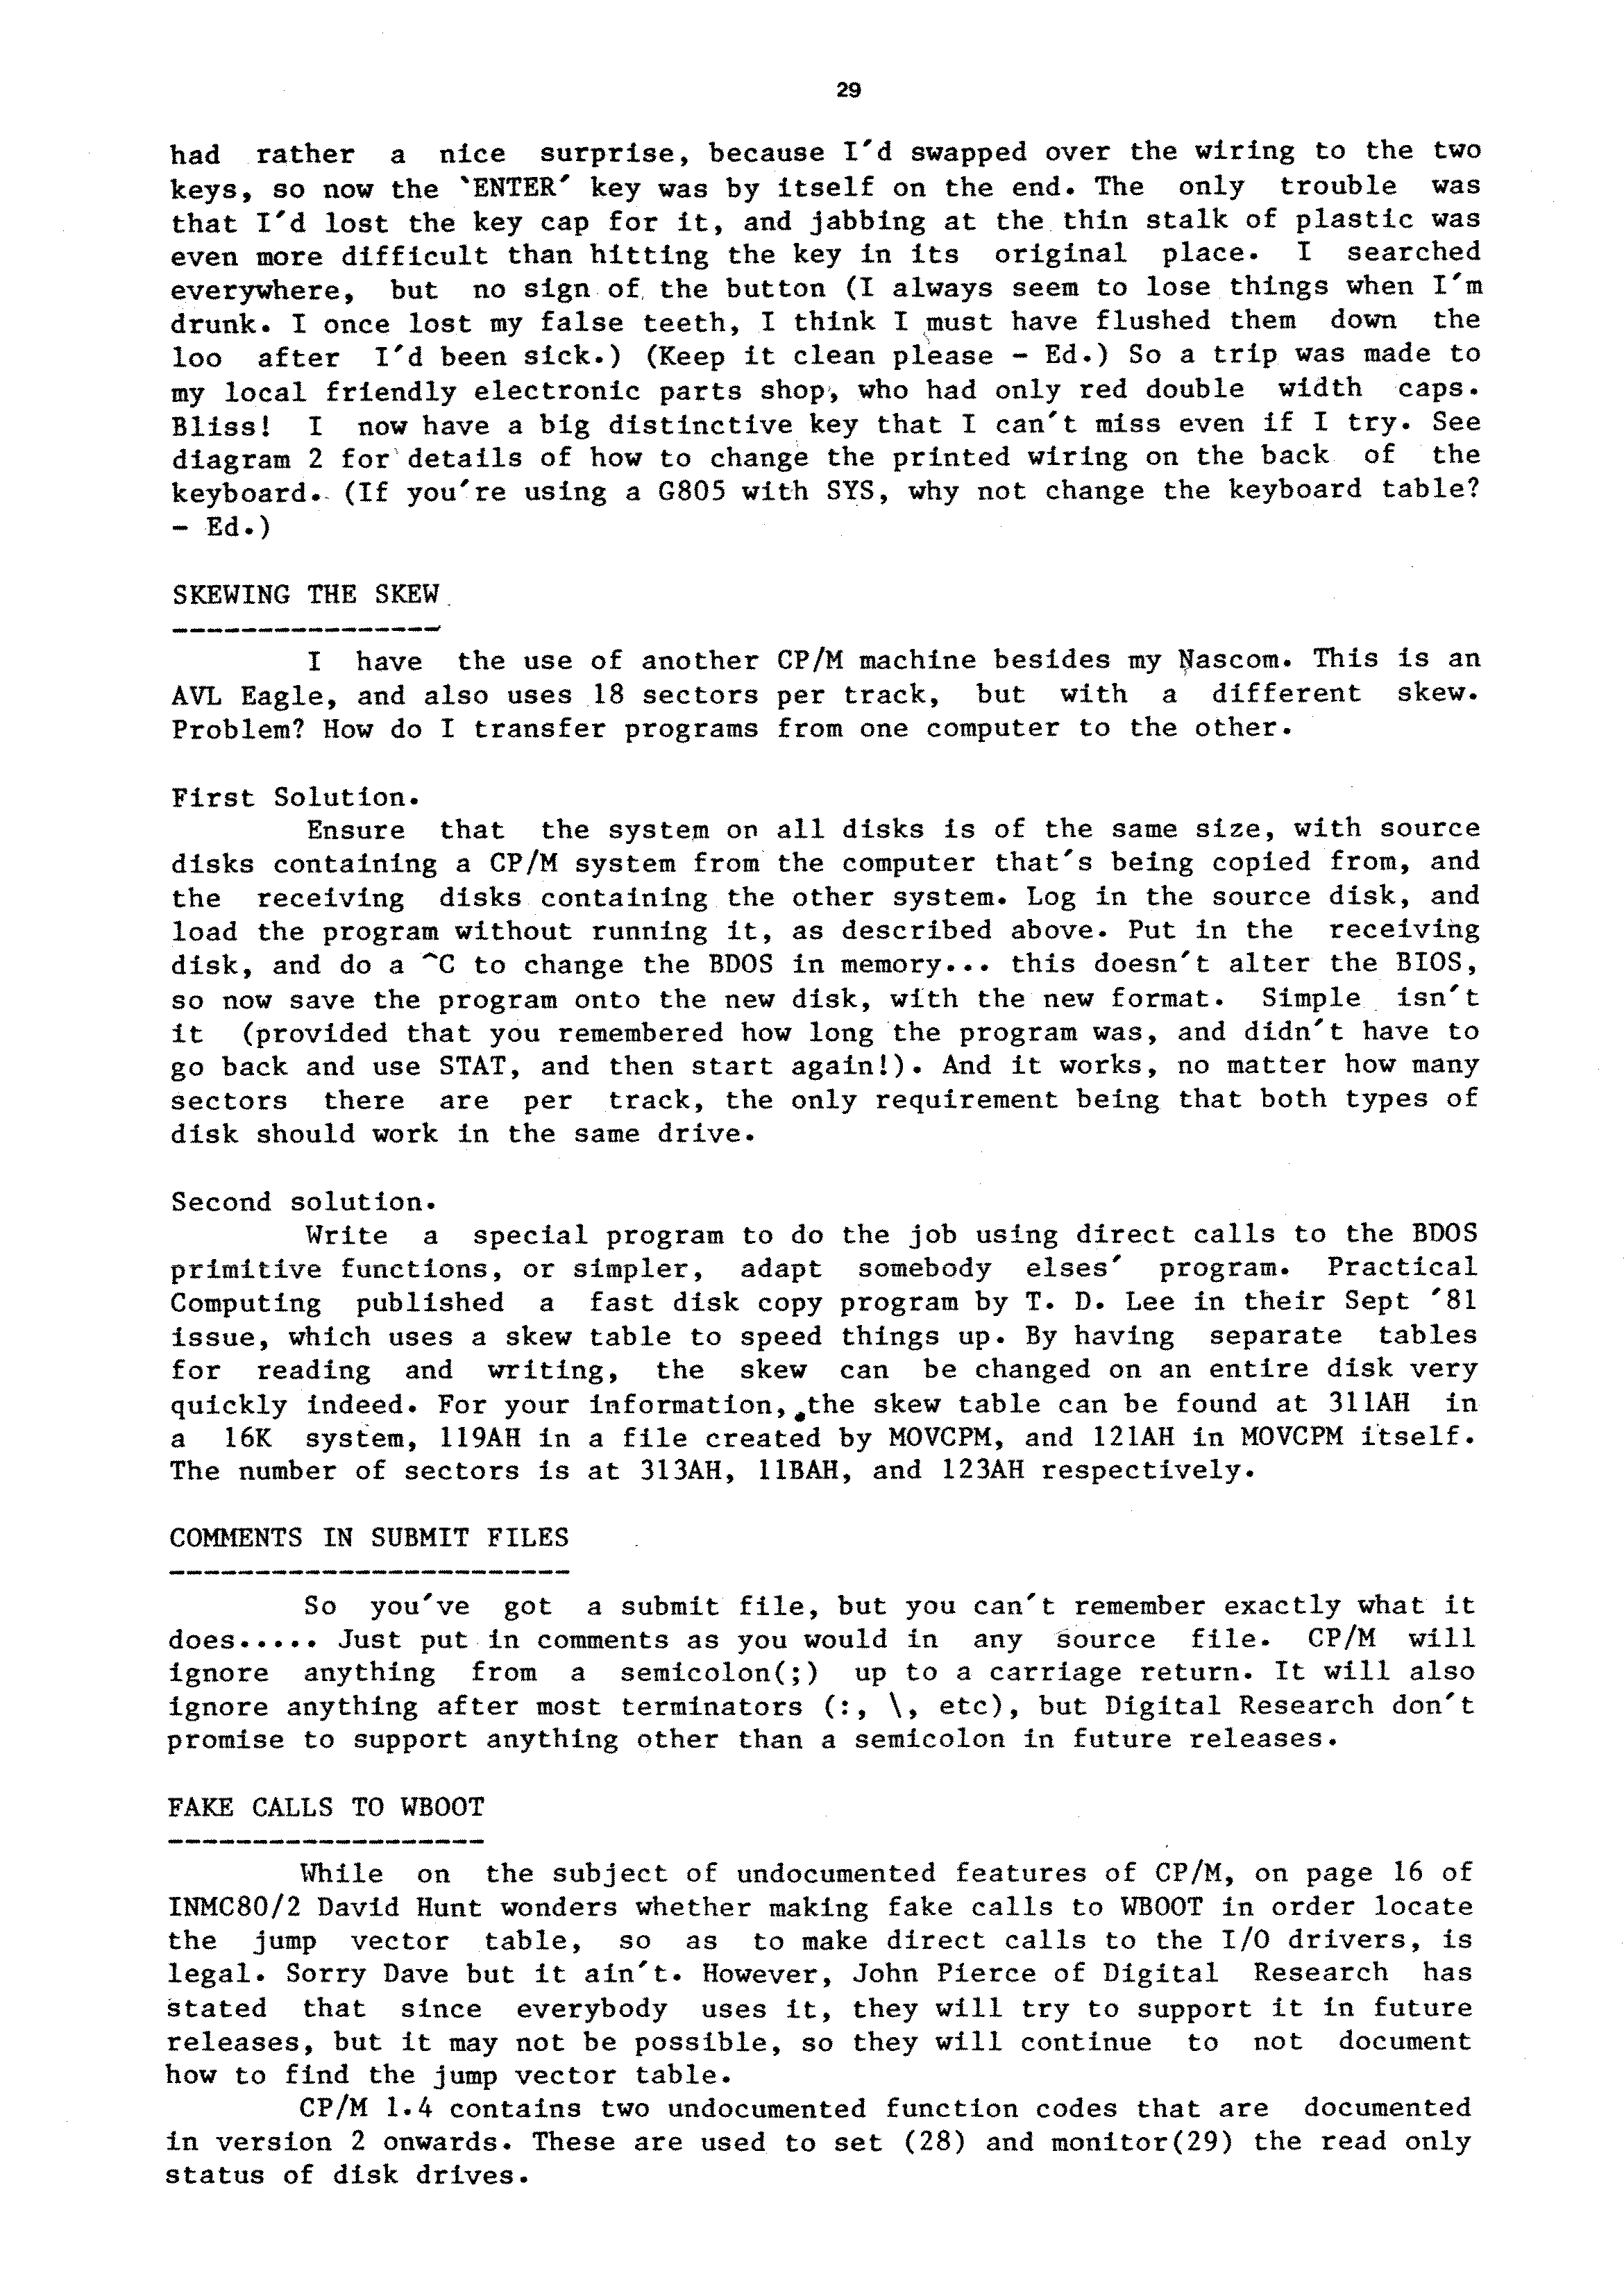 29
had rather a nice surprise, because I'd swapped over the wiring to the two
keys, so now the `ENTER' key was by itself on the end. The only trouble was
that I'd lost the key cap for it, and jabbing at the thin stalk of plastic was
even more difficult than hitting the key in its original place. I searched
everywhere, but no sign of the button (I always seem to lose things when I'm
drunk. I once lost my false teeth, I think I must have flushed them down the
loo after I'd been sick.) (Keep it clean please - Ed.) So a trip was made to
my local friendly electronic parts shop, who had only red double width caps.
Bliss! I now have a big distinctive key that I can't miss even if I try. See
diagram 2 for details of how to change the printed wiring on the back of the
keyboard. (If you're using a G805 with SYS, why not change the keyboard table?
- Ed.)
SKEWING THE SKEW
----------------
I have the use of another CP/M machine besides my Nascom. This is an
AVL Eagle, and also uses 18 sectors per track, but with a different skew.
Problem? How do I transfer programs from one computer to the other.
First Solution.
Ensure that the system on all disks is of the same size, with source
disks containing a CP/M system from the computer that's being copied from, and
the receiving disks containing the other system. Log in the source disk, and
load the program without running it, as described above. Put in the receiving
disk, and do a ^C to change the BDOS in memory... this doesn't alter the BIOS,
so now save the program onto the new disk, with the new format. Simple isn't
it (provided that you remembered how long the program was, and didn't have to
go back and use STAT, and then start again!). And it works, no matter how many
sectors there are per track, the only requirement being that both types of
disk should work in the same drive.
Second solution.
Write a special program to do the job using direct calls to the BDOS
primitive functions, or simpler, adapt somebody elses' program. Practical
Computing published a fast disk copy program by T. D. Lee in their Sept '81
issue, which uses a skew table to speed things up. By having separate tables
for reading and writing, the skew can be changed on an entire disk very
quickly indeed. For your information, the skew table can be found at 311AH in
a 16K system, 119AH in a file created by MOVCPM, and 121AH in MOVCPM itself.
The number of sectors is at 313AH, 11BAH, and 123AH respectively.
COMMENTS IN SUBMIT FILES
------------------------
So you've got a submit file, but you can't remember exactly what it
does..... Just put in comments as you would in any source file. CP/M will
ignore anything from a semicolon(;) up to a carriage return. It will also
ignore anything after most terminators (:, \, etc), but Digital Research don't
promise to support anything other than a semicolon in future releases.
FAKE CALLS TO WBOOT
-------------------
While on the subject of undocumented features of CP/M, on page 16 of
INMC80/2 David Hunt wonders whether making fake calls to WBOOT in order locate
the jump vector table, so as to make direct calls to the I/O drivers, is
legal. Sorry Dave but it ain't. However, John Pierce of Digital Research has
stated that since everybody uses it, they will try to support it in future
releases, but it may not be possible, so they will continue to not document
how to find the jump vector table.
CP/M 1.4 contains two undocumented function codes that are documented
in version 2 onwards. These are used to set (28) and monitor(29) the read only
status of disk drives.